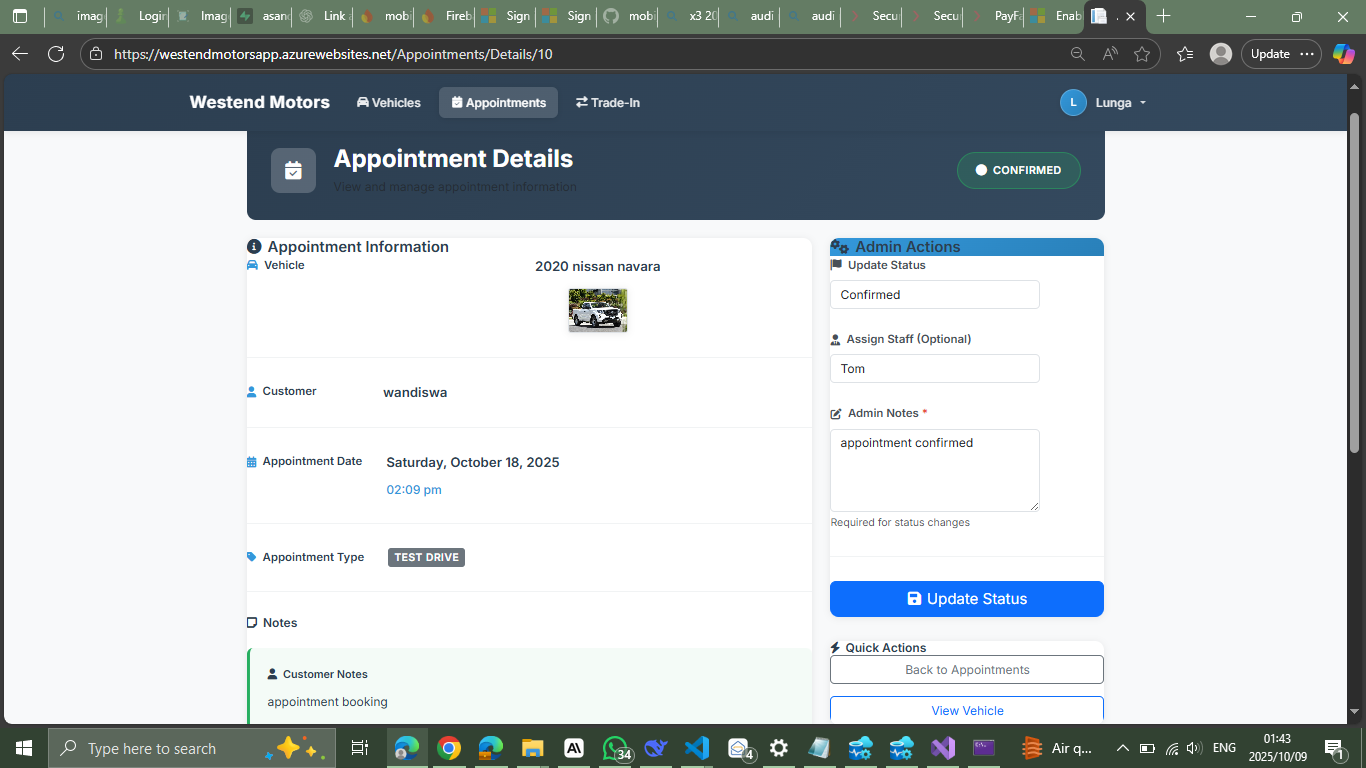 imag
Login
Imag
asan
Link a
mobi
Fireb
Sign
Sign
mobi
x3 20
audi
audi
Secu
Secu
PayFa
Enab
https://westendmotorsapp.azurewebsites.net/Appointments/Details/10
Update
Westend Motors
Vehicles
Appointments
Trade-In
L
Lunga
Appointment Details
View and manage appointment information
CONFIRMED
Appointment Information
Vehicle
2020 nissan navara
Customer
wandiswa
Appointment Date
Saturday, October 18, 2025
02:09 pm
Appointment Type
TEST DRIVE
Notes
Customer Notes
appointment booking
Admin Actions
Update Status
Confirmed
Assign Staff (Optional)
Tom
Admin Notes *
appointment confirmed
Required for status changes
Update Status
Quick Actions
Back to Appointments
View Vehicle
Type here to search
34
4
Air q...
ENG
01:43
2025/10/09
1